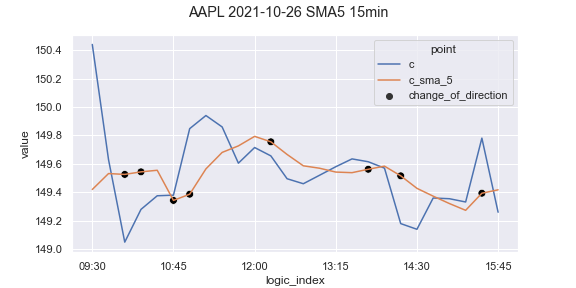 AAPL 2021-10-26 SMA5 15min
point
c
c_sma_5
change_of_direction
150.4
150.2
150.0
149.8
149.6
149.4
149.2
149.0
value
09:30 10:45 12:00 13:15 14:30 15:45
logic_index